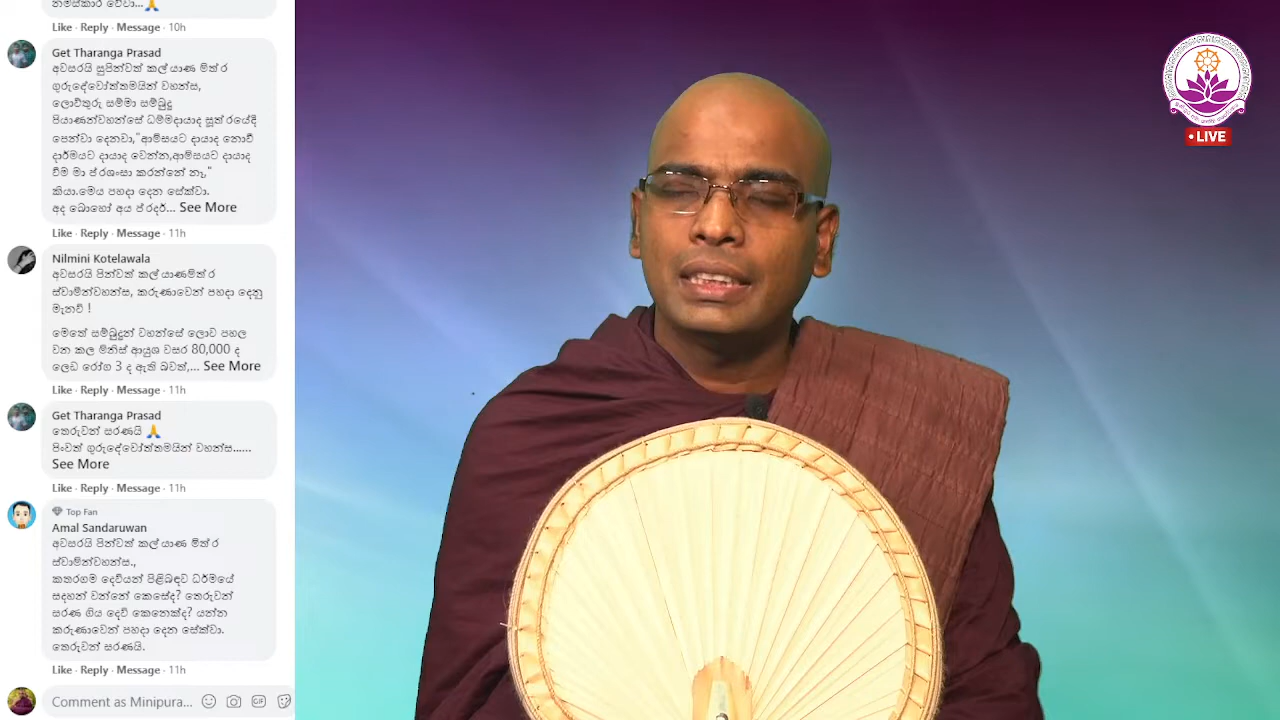 නමස්කාර වේවා...🙏
Like · Reply · Message · 10h
Get Tharanga Prasad
අවසරයි සුපින්වත් කල්‍යාණ මිත්‍ර
ගුරුදේවෝත්තමයින් වහන්ස,
ලොව්තුරු සම්මා සම්බුදු
පියාණන්වහන්සේ ධම්මදායාද සූත්‍රයේදී
පෙන්වා දෙනවා,"ආමිසයට දායාද නොවී
දාර්මයට දායාද වෙන්න,ආමිසයට දායාද
වීම මා ප්‍රශංසා කරන්නේ නෑ,"
කියා.මෙය පහදා දෙන සේක්වා.
අද බොහෝ අය ප්‍රදර්... See More
Like · Reply · Message · 11h
Nilmini Kotelawala
අවසරයි පින්වත් කල්‍යාණමිත්‍ර
ස්වාමින්වහන්ස, කරුණාවෙන් පහදා දෙනු
මැනවි !
මෙතේ සම්බුදුන් වහන්සේ ලොව පහල
වන කල මිනිස් ආයුශ වසර 80,000 ද
ලෙඩ රෝග 3 ද ඇති බවත්,... See More
Like · Reply · Message · 11h
Get Tharanga Prasad
තෙරුවන් සරණයි 🙏
පිංවත් ගුරුදේවෝත්තමයින් වහන්ස......
See More
Like · Reply · Message · 11h
Top Fan
Amal Sandaruwan
අවසරයි පින්වත් කල්‍යාණ මිත්‍ර
ස්වාමින්වහන්ස.,
කතරගම දෙවියන් පිළිබඳව ධර්මයේ
සඳහන් වන්නේ කෙසේද? තෙරුවන්
සරණ ගිය දෙවි කෙනෙක්ද? යන්න
කරුණාවෙන් පහදා දෙන සේක්වා.
තෙරුවන් සරණයි.
Like · Reply · Message · 11h
Comment as Minipura...
GIF
• LIVE